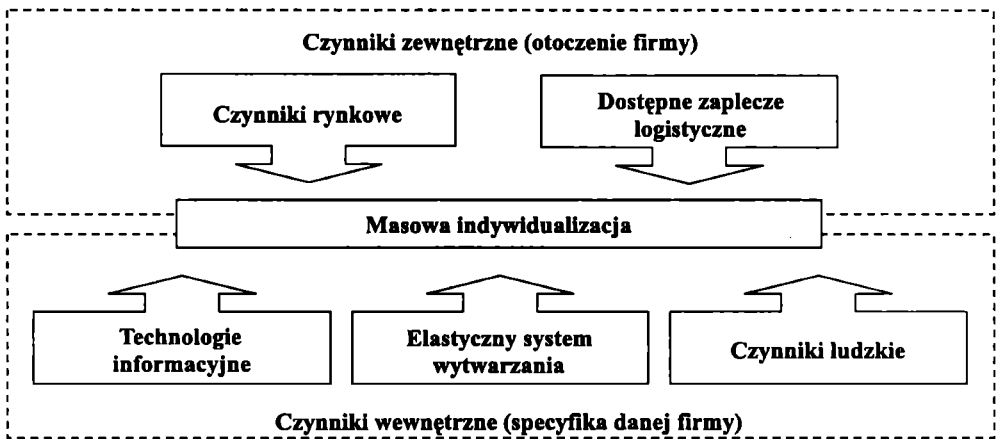 Czynniki zewnętrzne (otoczenie firmy)
Czynniki rynkowe
Dostępne zaplecze
logistyczne
Masowa indywidualizacja
Technologie
informacyjne
Elastyczny system
wytwarzania
Czynniki ludzkie
Czynniki wewnętrzne (specyfika danej firmy)